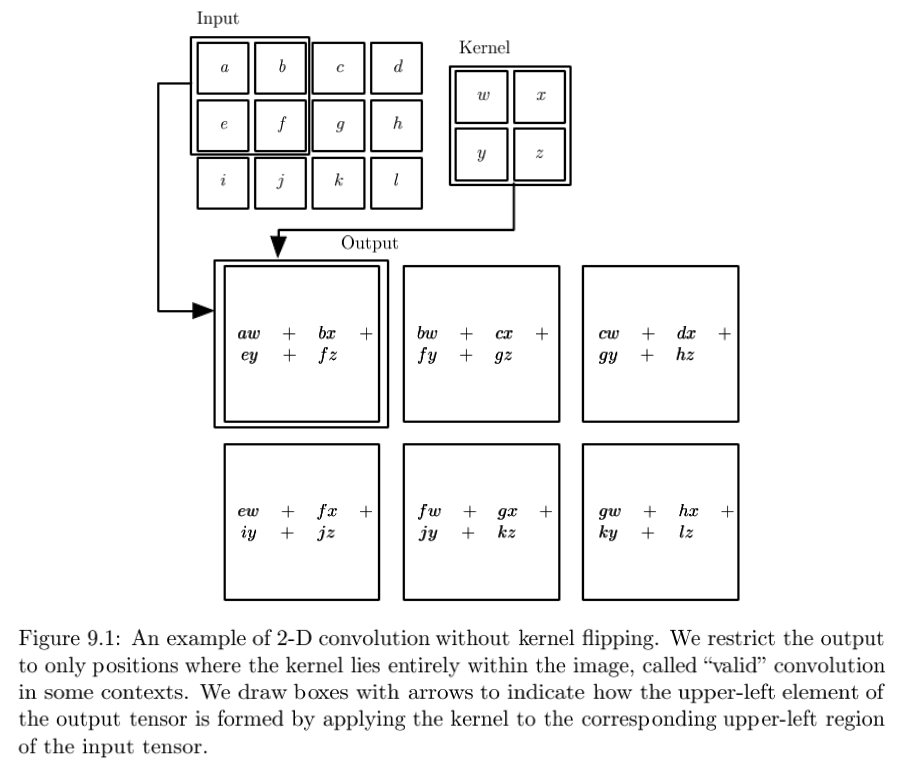 Input
a b c d
Kernel
w x
e f g h
y z
i j k l
Output
aw + bx +
ey + fz
bw + cx +
fy + gz
cw + dx +
gy + hz
ew + fx +
iy + jz
fw + gx +
jy + kz
gw + hx +
ky + lz
Figure 9.1: An example of 2-D convolution without kernel flipping. We restrict the output
to only positions where the kernel lies entirely within the image, called “valid” convolution
in some contexts. We draw boxes with arrows to indicate how the upper-left element of
the output tensor is formed by applying the kernel to the corresponding upper-left region
of the input tensor.